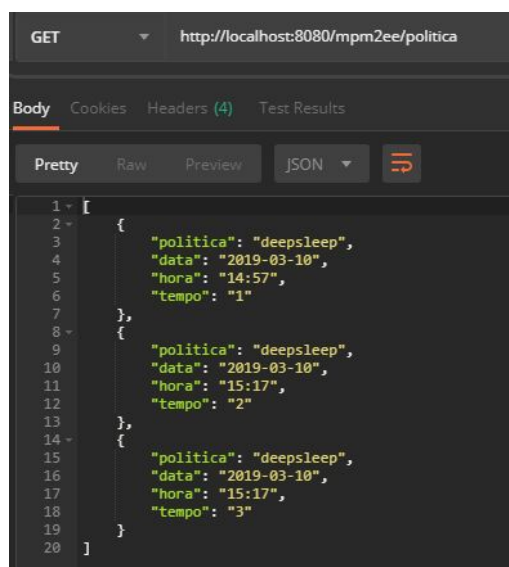 GET http://localhost:8080/mpm2ee/politica
Body Cookies Headers (4) Test Results
Pretty Raw Preview JSON
1 [
2 {
3 "politica": "deepsleep",
4 "data": "2019-03-10",
5 "hora": "14:57",
6 "tempo": "1"
7 },
8 {
9 "politica": "deepsleep",
10 "data": "2019-03-10",
11 "hora": "15:17",
12 "tempo": "2"
13 },
14 {
15 "politica": "deepsleep",
16 "data": "2019-03-10",
17 "hora": "15:17",
18 "tempo": "3"
19 }
20 ]